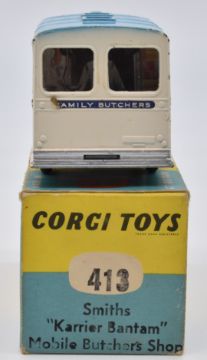 FAMILY BUTCHERS
CORGI TOYS
413
Smiths
"Karrier Bantam"
Mobile Butcher's Shop